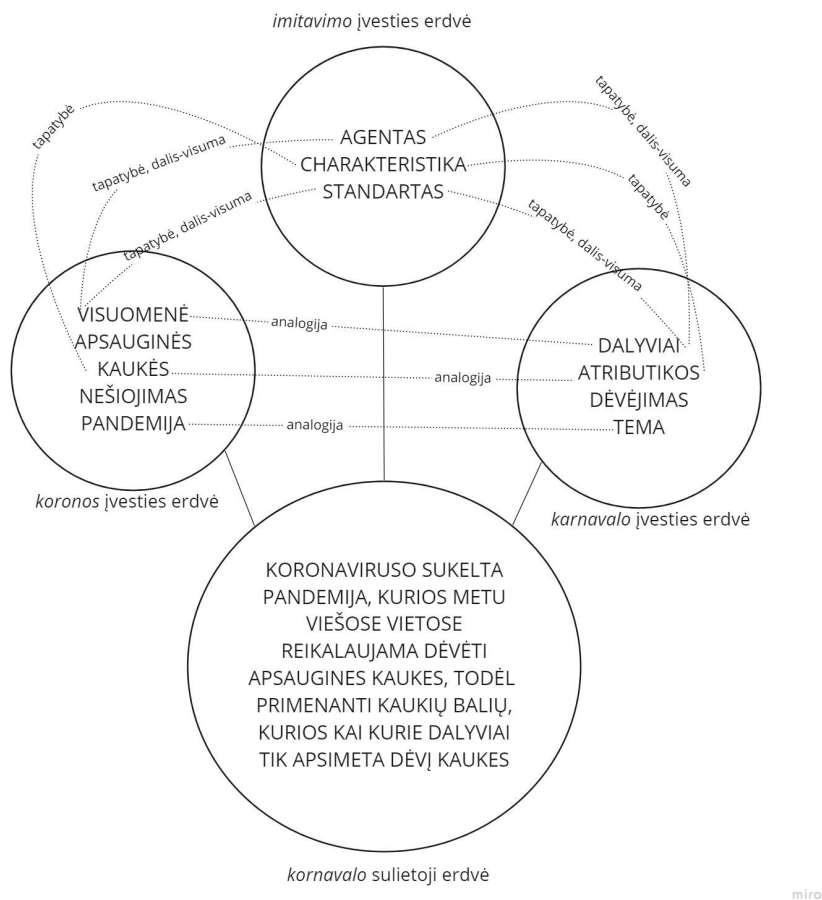 imitavimo įvesties erdvė
AGENTAS
CHARAKTERISTIKA
STANDARTAS
tapatybė
tapatybė, dalis-visuma
tapatybė, dalis-visuma
tapatybė, dalis-visuma
tapatybė
tapatybė, dalis-visuma
VISUOMENĖ
APSAUGINĖS
KAUKĖS
NEŠIOJIMAS
PANDEMIJA
analogija
analogija
analogija
DALYVIAI
ATRIBUTIKOS
DĖVĖJIMAS
TEMA
koronos įvesties erdvė
karnavalo įvesties erdvė
KORONAVIRUSO SUKELTA
PANDEMIJA, KURIOS METU
VIEŠOSE VIETOSE
REIKALAUJAMA DĖVĖTI
APSAUGINES KAUKES, TODĖL
PRIMENANTI KAUKIŲ BALIŲ,
KURIOS KAI KURIE DALYVIAI
TIK APSIMETA DĖVĮ KAUKES
kornavalo sulietoji erdvė
miro